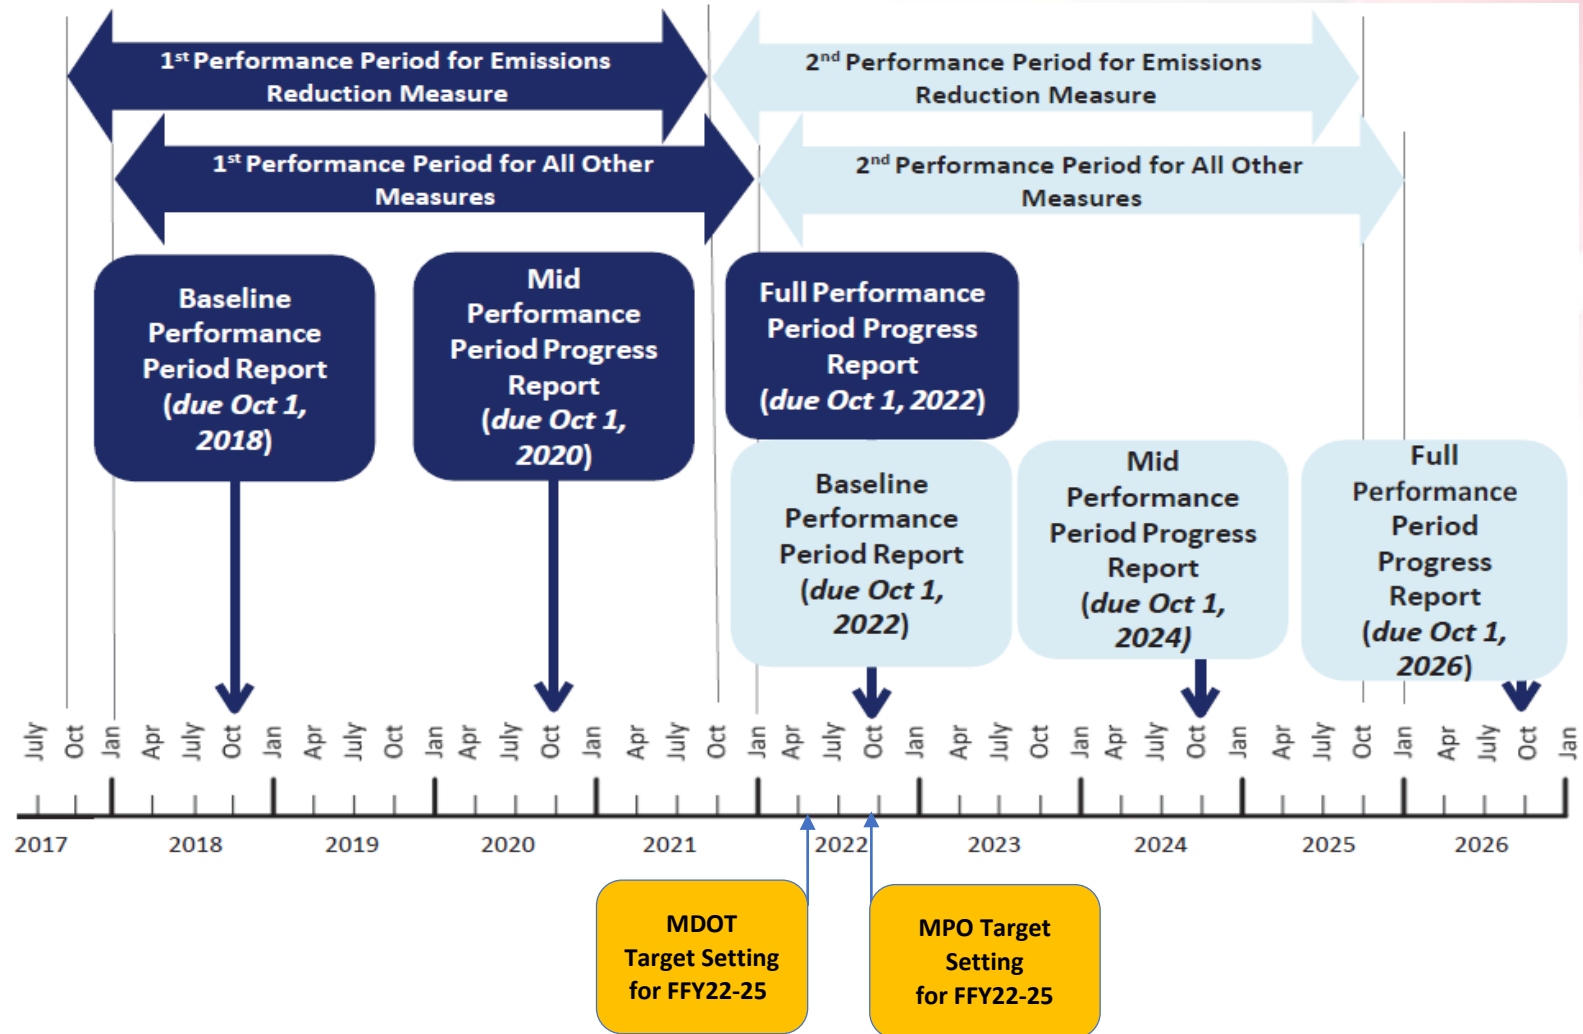 1st Performance Period for Emissions
Reduction Measure
2nd Performance Period for Emissions
Reduction Measure
1st Performance Period for All Other
Measures
2nd Performance Period for All Other
Measures
Baseline
Performance
Period Report
(due Oct 1,
2018)
Mid
Performance
Period Progress
Report
(due Oct 1,
2020)
Full Performance
Period Progress
Report
(due Oct 1, 2022)
Baseline
Performance
Period Report
(due Oct 1,
2022)
Mid
Performance
Period Progress
Report
(due Oct 1,
2024)
Full
Performance
Period
Progress
Report
(due Oct 1,
2026)
July Oct Jan Apr July Oct Jan Apr July Oct Jan Apr July Oct Jan Apr July Oct Jan Apr July Oct Jan Apr July Oct Jan Apr July Oct Jan Apr July Oct Jan Apr July Oct Jan
2017 2018 2019 2020 2021 2022 2023 2024 2025 2026
MDOT
Target Setting
for FFY22-25
MPO Target
Setting
for FFY22-25